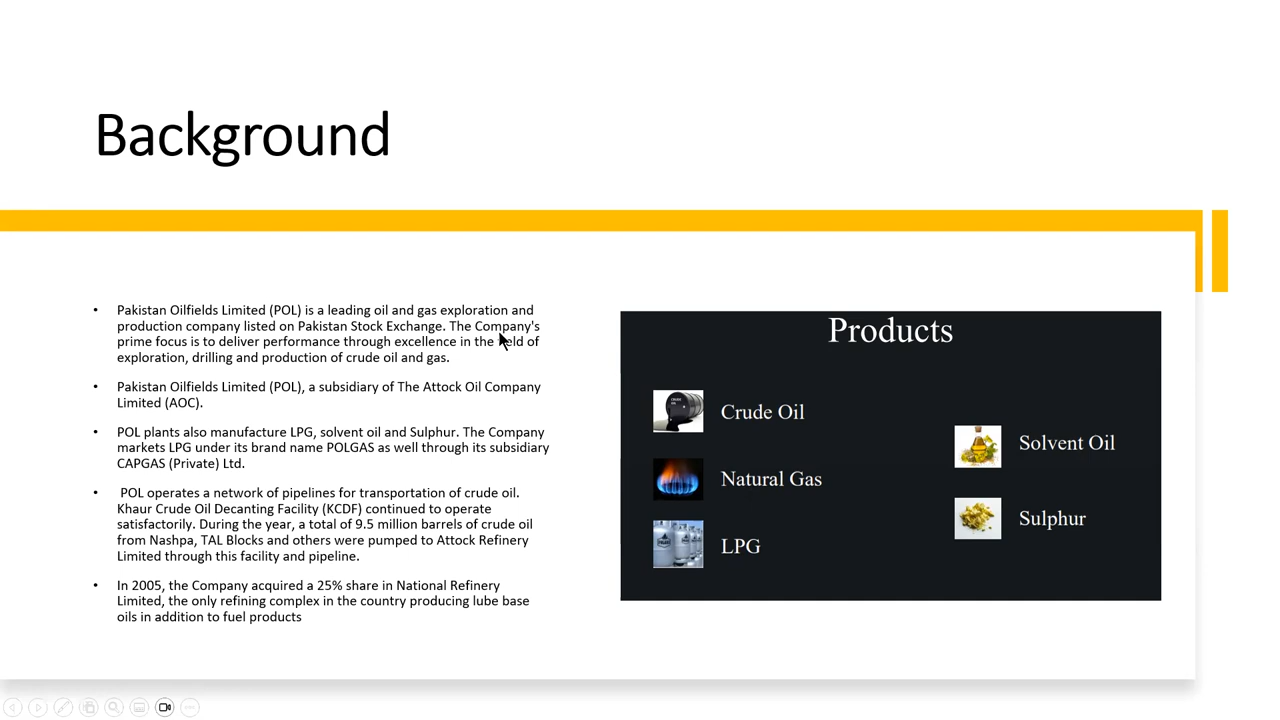 Background
• Pakistan Oilfields Limited (POL) is a leading oil and gas exploration and
production company listed on Pakistan Stock Exchange. The Company's
prime focus is to deliver performance through excellence in the field of
exploration, drilling and production of crude oil and gas.
• Pakistan Oilfields Limited (POL), a subsidiary of The Attock Oil Company
Limited (AOC).
• POL plants also manufacture LPG, solvent oil and Sulphur. The Company
markets LPG under its brand name POLGAS as well through its subsidiary
CAPGAS (Private) Ltd.
• POL operates a network of pipelines for transportation of crude oil.
Khaur Crude Oil Decanting Facility (KCDF) continued to operate
satisfactorily. During the year, a total of 9.5 million barrels of crude oil
from Nashpa, TAL Blocks and others were pumped to Attock Refinery
Limited through this facility and pipeline.
• In 2005, the Company acquired a 25% share in National Refinery
Limited, the only refining complex in the country producing lube base
oils in addition to fuel products
Products
Crude Oil
Natural Gas
LPG
Solvent Oil
Sulphur